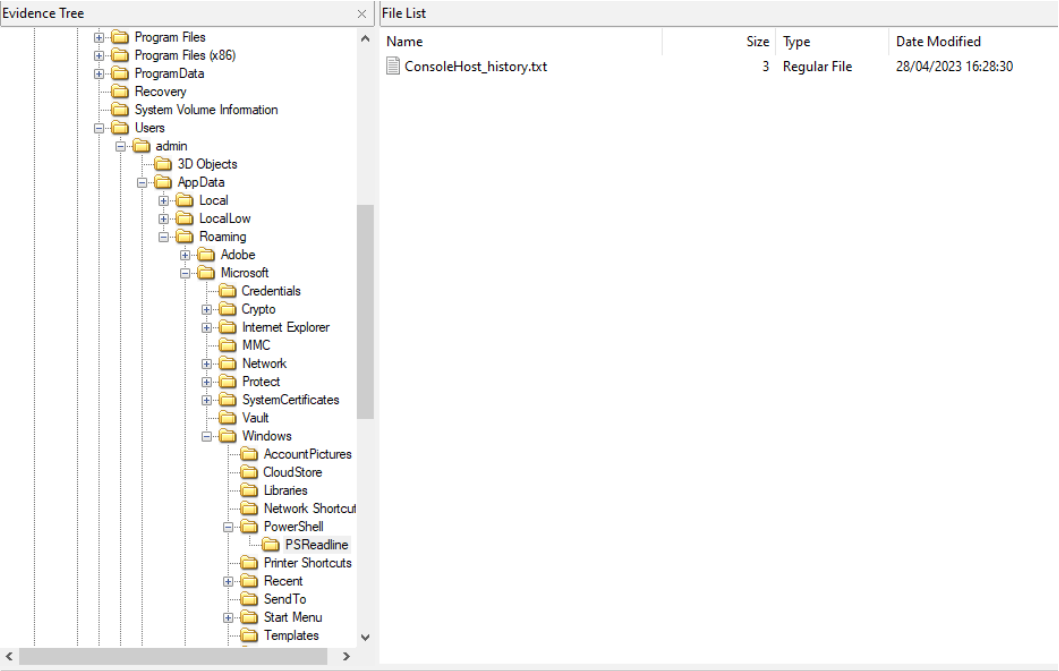 Evidence Tree
Program Files
Program Files (x86)
ProgramData
Recovery
System Volume Information
Users
admin
3D Objects
AppData
Local
LocalLow
Roaming
Adobe
Microsoft
Credentials
Crypto
Internet Explorer
MMC
Network
Protect
SystemCertificates
Vault
Windows
AccountPictures
CloudStore
Libraries
Network Shortcut
PowerShell
PSReadline
Printer Shortcuts
Recent
SendTo
Start Menu
Templates
File List
Name Size Type Date Modified
ConsoleHost_history.txt 3 Regular File 28/04/2023 16:28:30